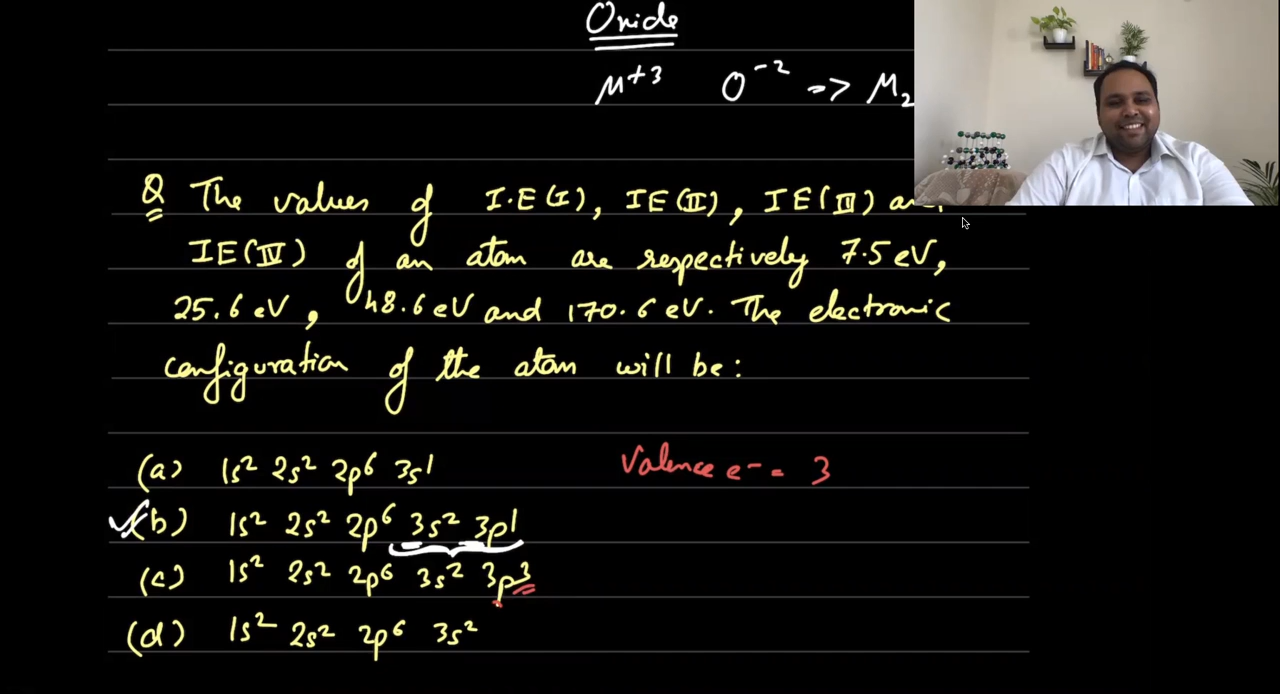 Oxide
M+3 O-2 => M2
Q The values of I.E(I), IE(II), IE(III) and
IE(IV) of an atom are respectively 7.5 eV,
25.6 eV, 48.6 eV and 170.6 eV. The electronic
configuration of the atom will be:
(a) 1s² 2s² 2p⁶ 3s¹ Valence e⁻ = 3
(b) 1s² 2s² 2p⁶ 3s² 3p¹
(c) 1s² 2s² 2p⁶ 3s² 3p³
(d) 1s² 2s² 2p⁶ 3s²